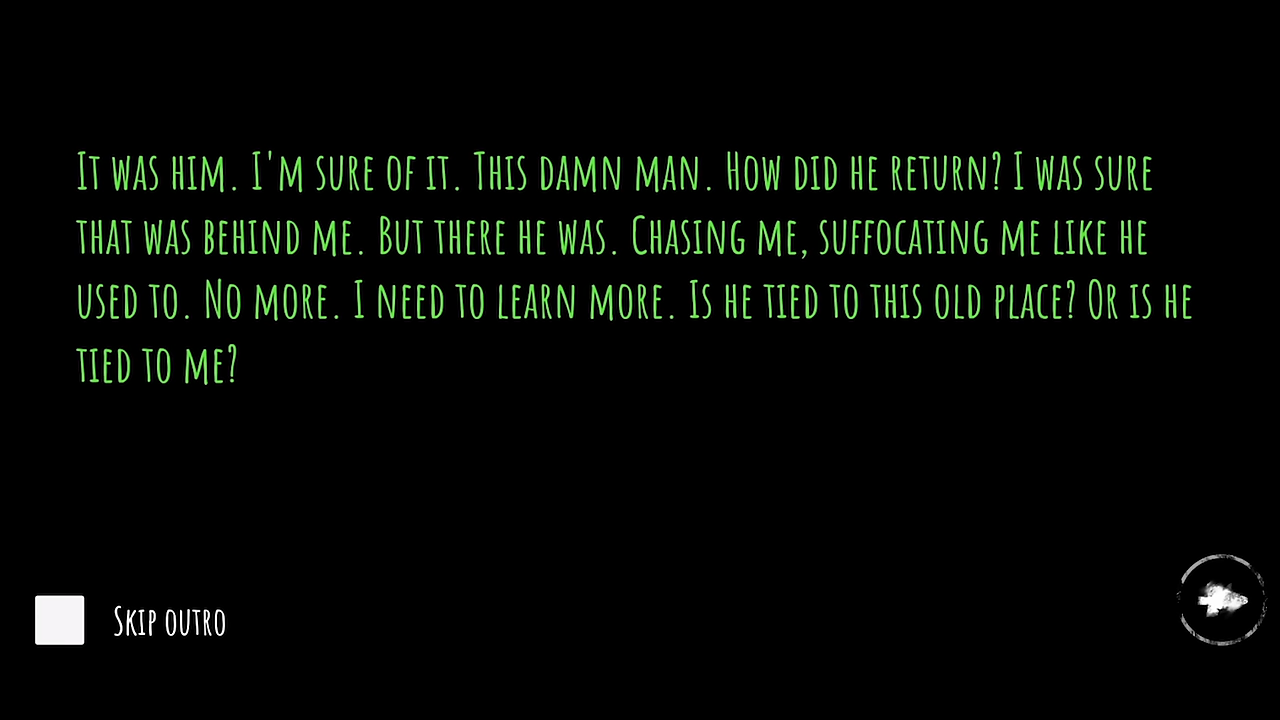 It was him. I'm sure of it. This damn man. How did he return? I was sure
that was behind me. But there he was. Chasing me, suffocating me like he
used to. No more. I need to learn more. Is he tied to this old place? Or is he
tied to me?
Skip outro